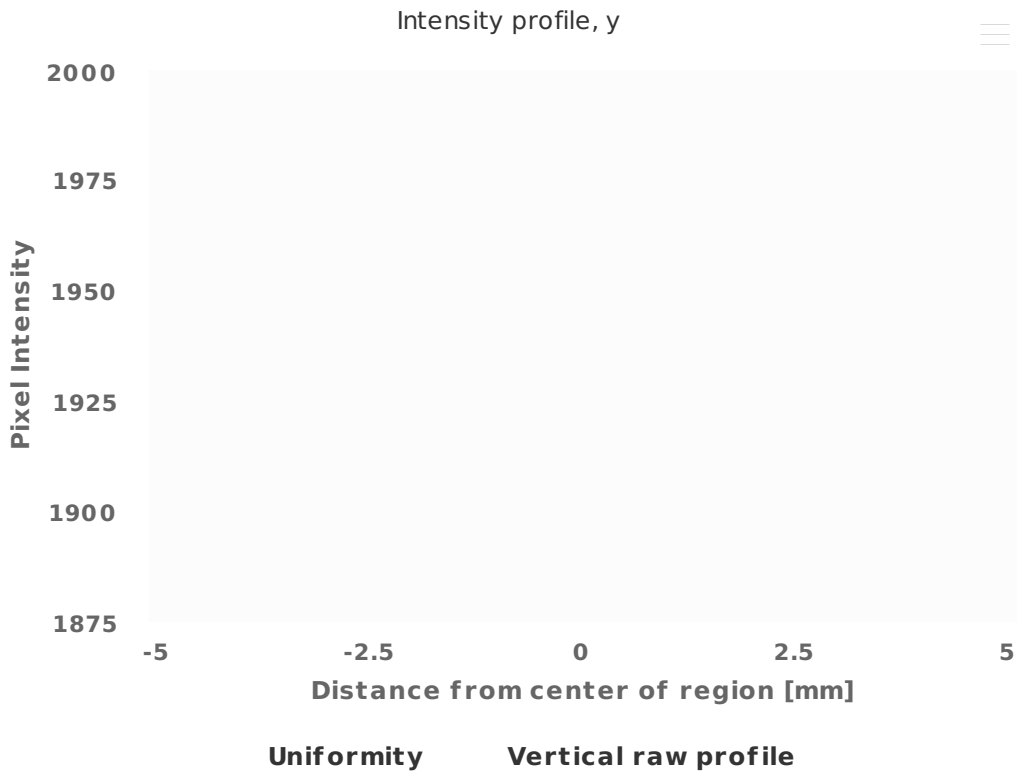 Intensity profile, y
2000
1975
1950
1925
1900
1875
Pixel Intensity
-5 -2.5 0 2.5 5
Distance from center of region [mm]
Uniformity Vertical raw profile